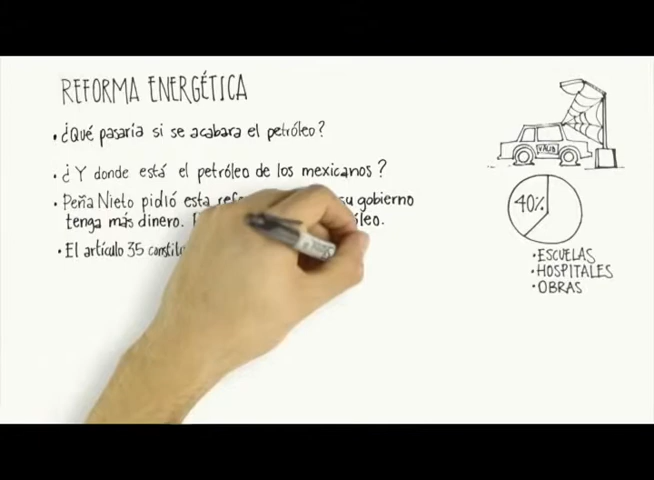 REFORMA ENERGÉTICA
• ¿Qué pasaría si se acabara el petróleo?
• ¿Y donde está el petróleo de los mexicanos?
• Peña Nieto pidió esta su gobierno
tenga más dinero.
• El artículo 35
40%
• ESCUELAS
• HOSPITALES
• OBRAS